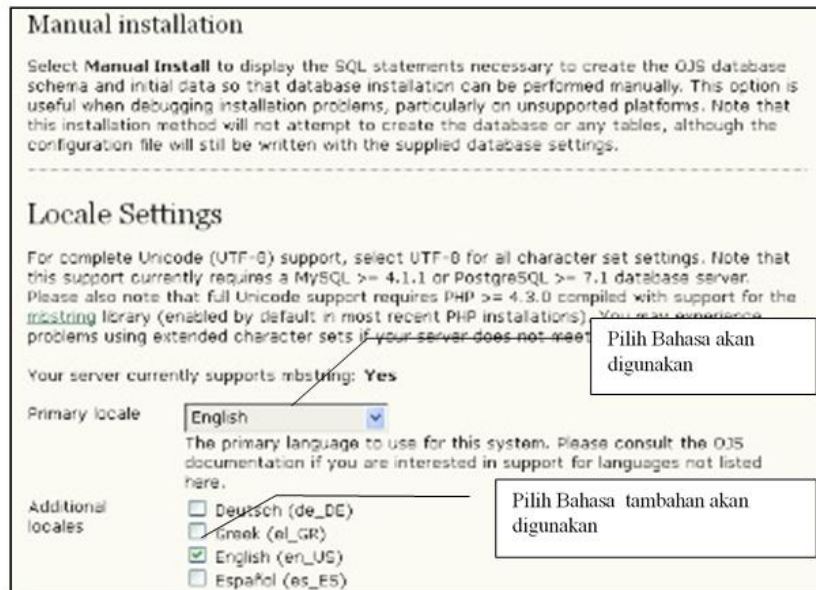 Manual installation
Select Manual Install to display the SQL statements necessary to create the OJS database
schema and initial data so that database installation can be performed manually. This option is
useful when debugging installation problems, particularly on unsupported platforms. Note that
this installation method will not attempt to create the database or any tables, although the
configuration file will still be written with the supplied database settings.
Locale Settings
For complete Unicode (UTF-8) support, select UTF-8 for all character set settings. Note that
this support currently requires a MySQL >= 4.1.1 or PostgreSQL >= 7.1 database server.
Please also note that full Unicode support requires PHP >= 4.3.0 compiled with support for the
mbstring library (enabled by default in most recent PHP installations). You may experience
problems using extended character sets if your server does not meet
Pilih Bahasa akan
digunakan
Your server currently supports mbstring: Yes
Primary locale
English
The primary language to use for this system. Please consult the OJS
documentation if you are interested in support for languages not listed
here.
Additional
locales
Deutsch (de_DE)
Greek (el_GR)
English (en_US)
Español (es_ES)
Pilih Bahasa tambahan akan
digunakan